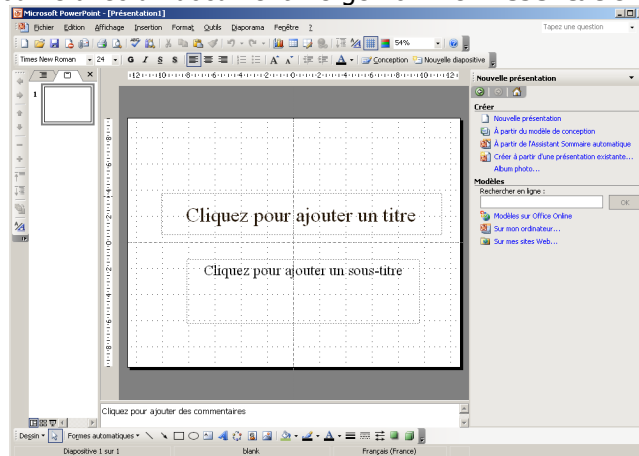 Microsoft PowerPoint - [Présentation1]
Fichier Edition Affichage Insertion Format Outils Diaporama Fenêtre ?
Tapez une question
54%
Times New Roman 24 G I S S
Conception Nouvelle diapositive
Nouvelle présentation
1
Créer
Nouvelle présentation
À partir du modèle de conception
À partir de l'Assistant Sommaire automatique
Créer à partir d'une présentation existante...
Album photo...
Modèles
Rechercher en ligne :
OK
Modèles sur Office Online
Sur mon ordinateur...
Sur mes sites Web...
Cliquez pour ajouter un titre
Cliquez pour ajouter un sous-titre
Cliquez pour ajouter des commentaires
Dessin Formes automatiques
Diapositive 1 sur 1 blank Français (France)